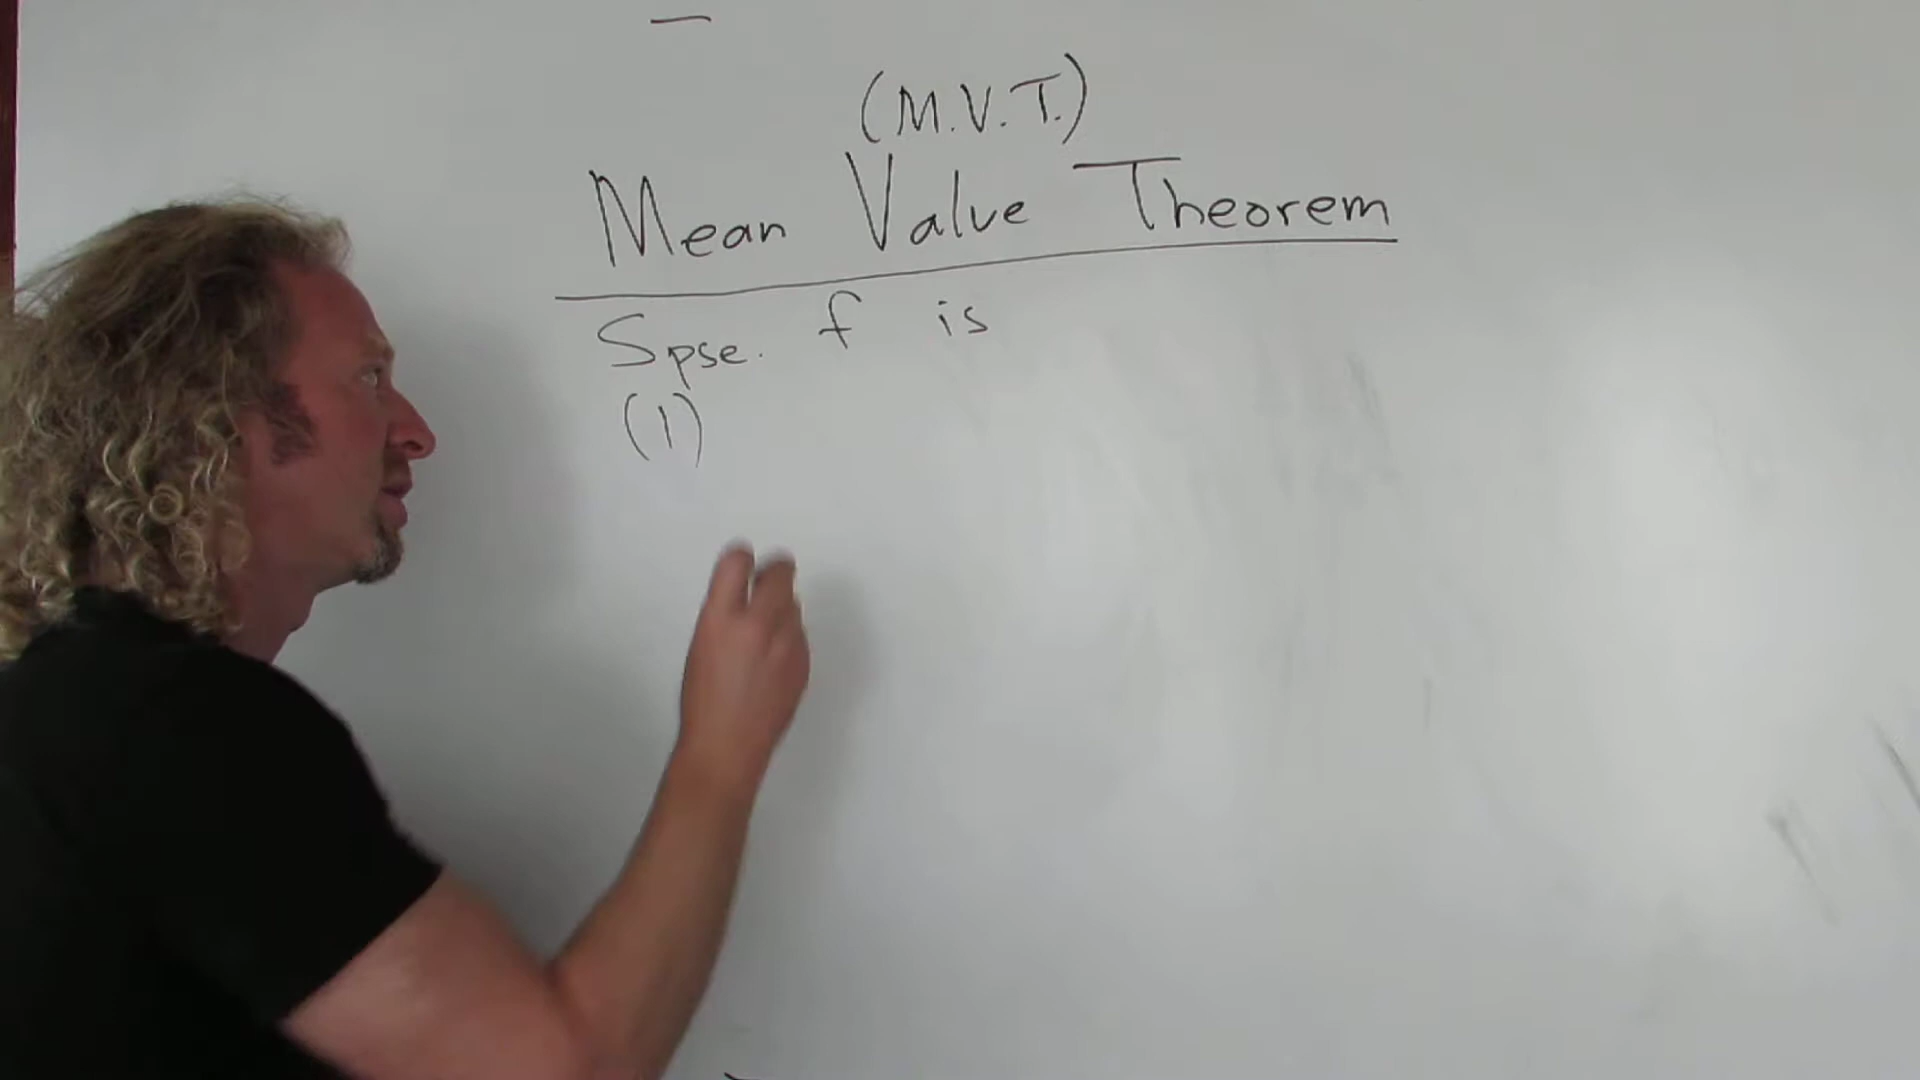 (M.V.T.)
Mean Value Theorem
Spse. f is
(1)